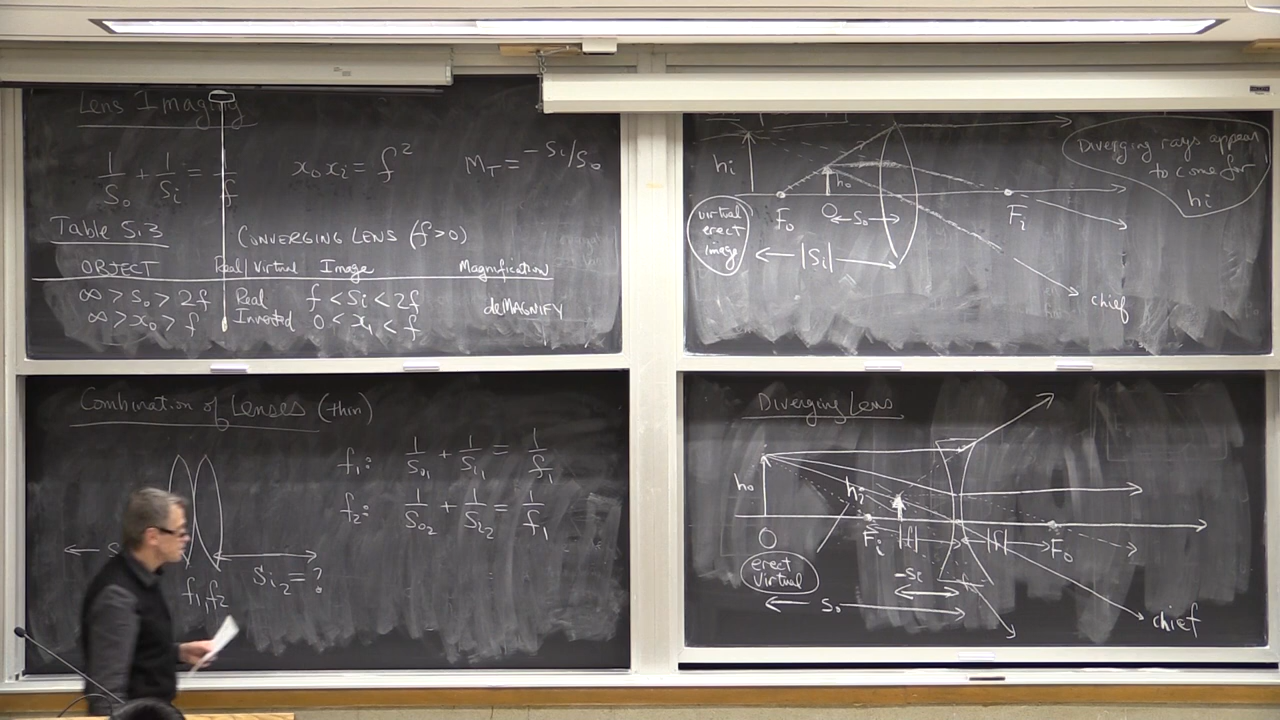 Lens Imaging
1/So + 1/Si = 1/f
xo xi = f²
MT = -Si/So
Table 5.3
CONVERGING LENS (f>0)
OBJECT Real/Virtual Image Magnification
∞ > So > 2f Real f < Si < 2f deMAGNIFY
∞ > xo > f Inverted 0 < xi < f
hi
ho
Fo
O
← So →
Fi
virtual
erect
image
← |Si| →
chief
Diverging rays appear
to come for
hi
Combination of Lenses (thin)
f1: 1/So1 + 1/Si1 = 1/f1
f2: 1/So2 + 1/Si2 = 1/f1
Si2 = ?
f1, f2
Diverging Lens
ho
hi
O
Fi
|f|
|f|
Fo
erect
Virtual
-Si
← So →
chief